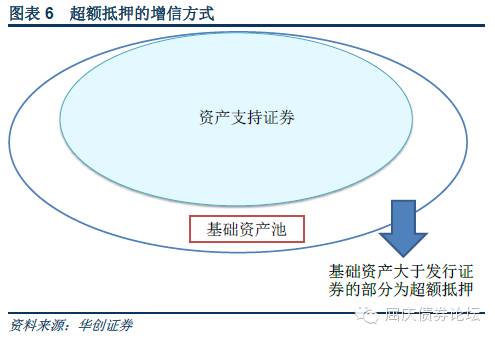 图表 6 超额抵押的增信方式
资产支持证券
基础资产池
基础资产大于发行证
券的部分为超额抵押
资料来源：华创证券
屈庆债券论坛